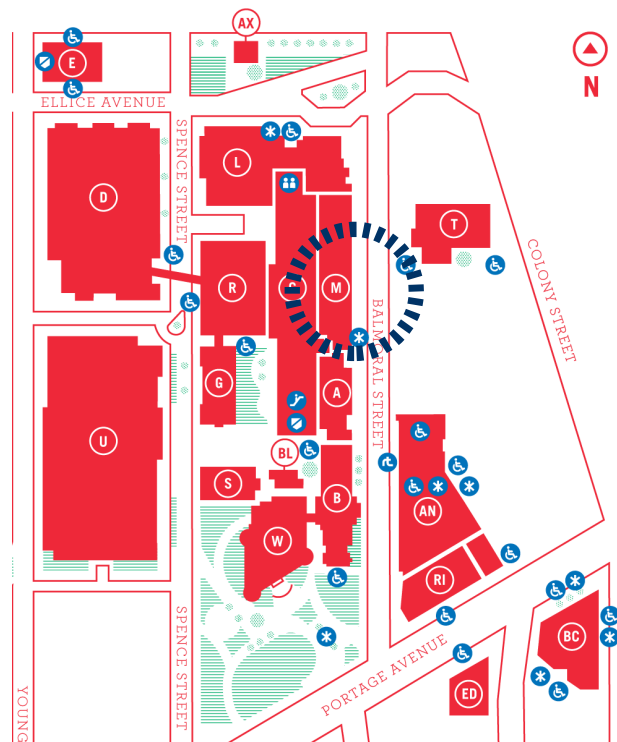 AX
E
N
ELLICE AVENUE
SPENCE STREET
L
D
T
COLONY STREET
R
M
BALMORAL STREET
G
A
U
BL
S
B
AN
W
RI
BC
SPENCE STREET
PORTAGE AVENUE
ED
YOUNG